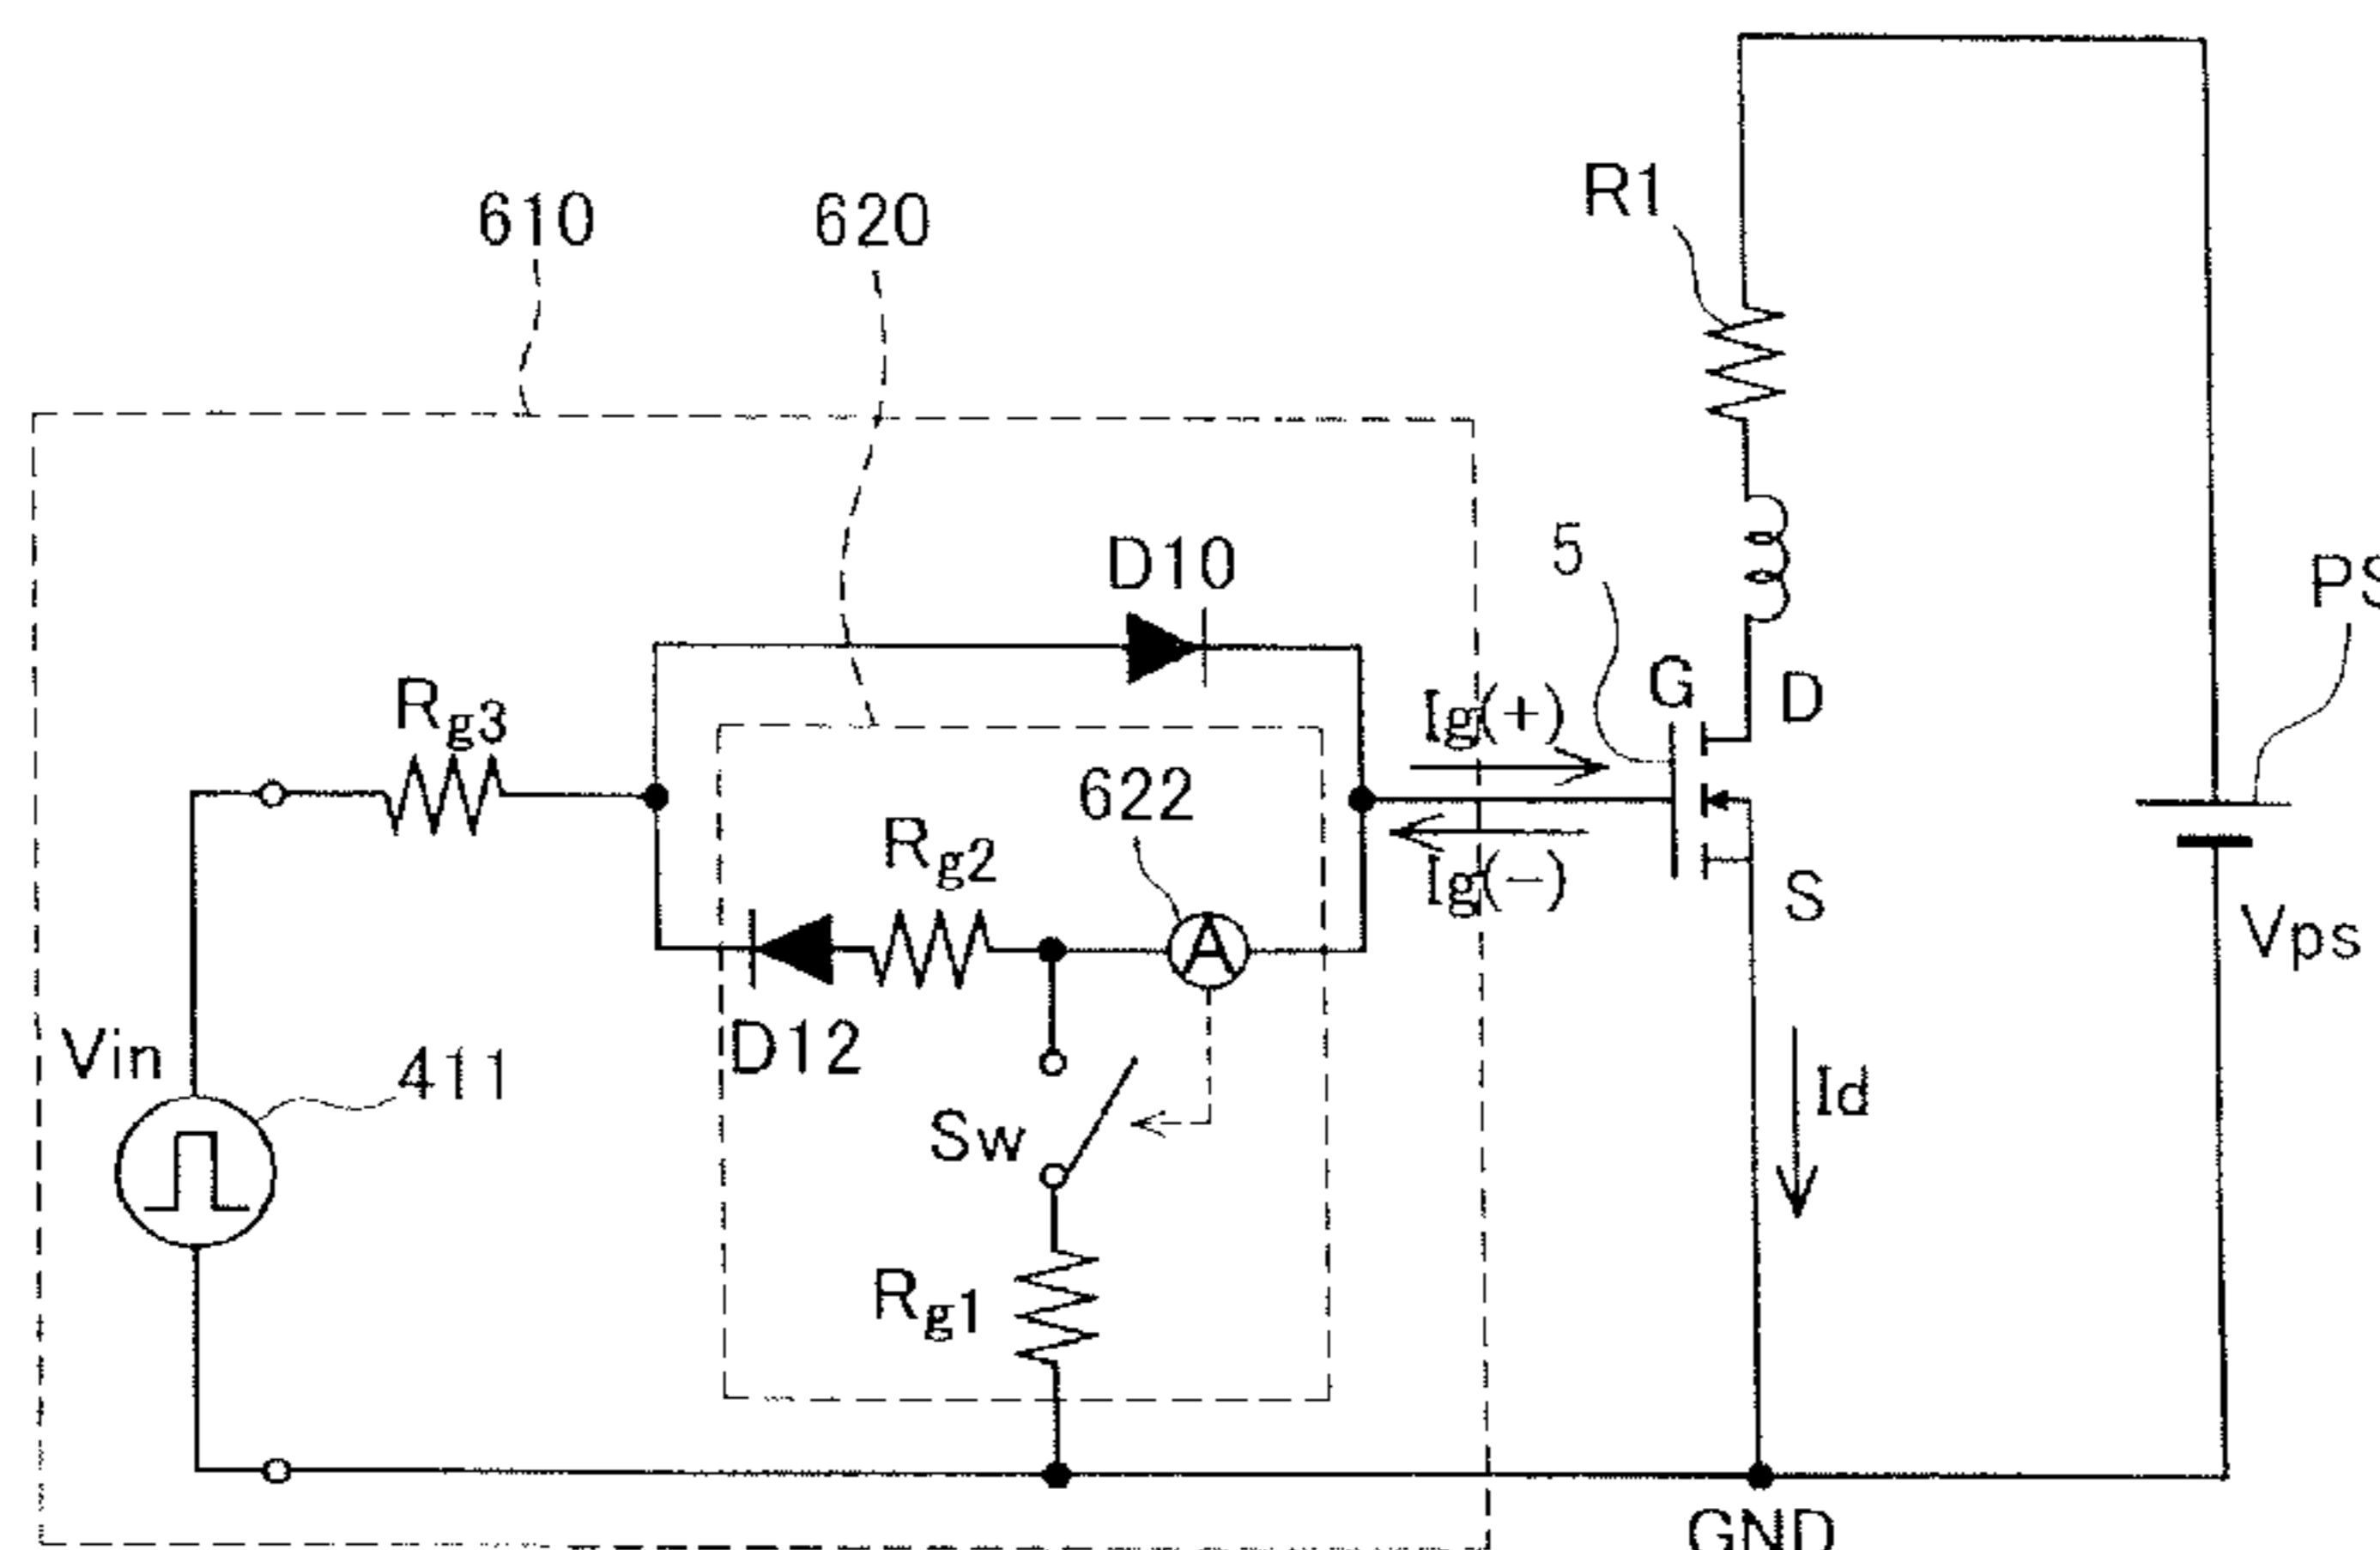 R1
610
620
D10
5
PS
Rg3
Ig(+)
G
D
622
Rg2
Ig(-)
S
Vps
A
D12
Vin
411
Sw
Id
Rg1
GND